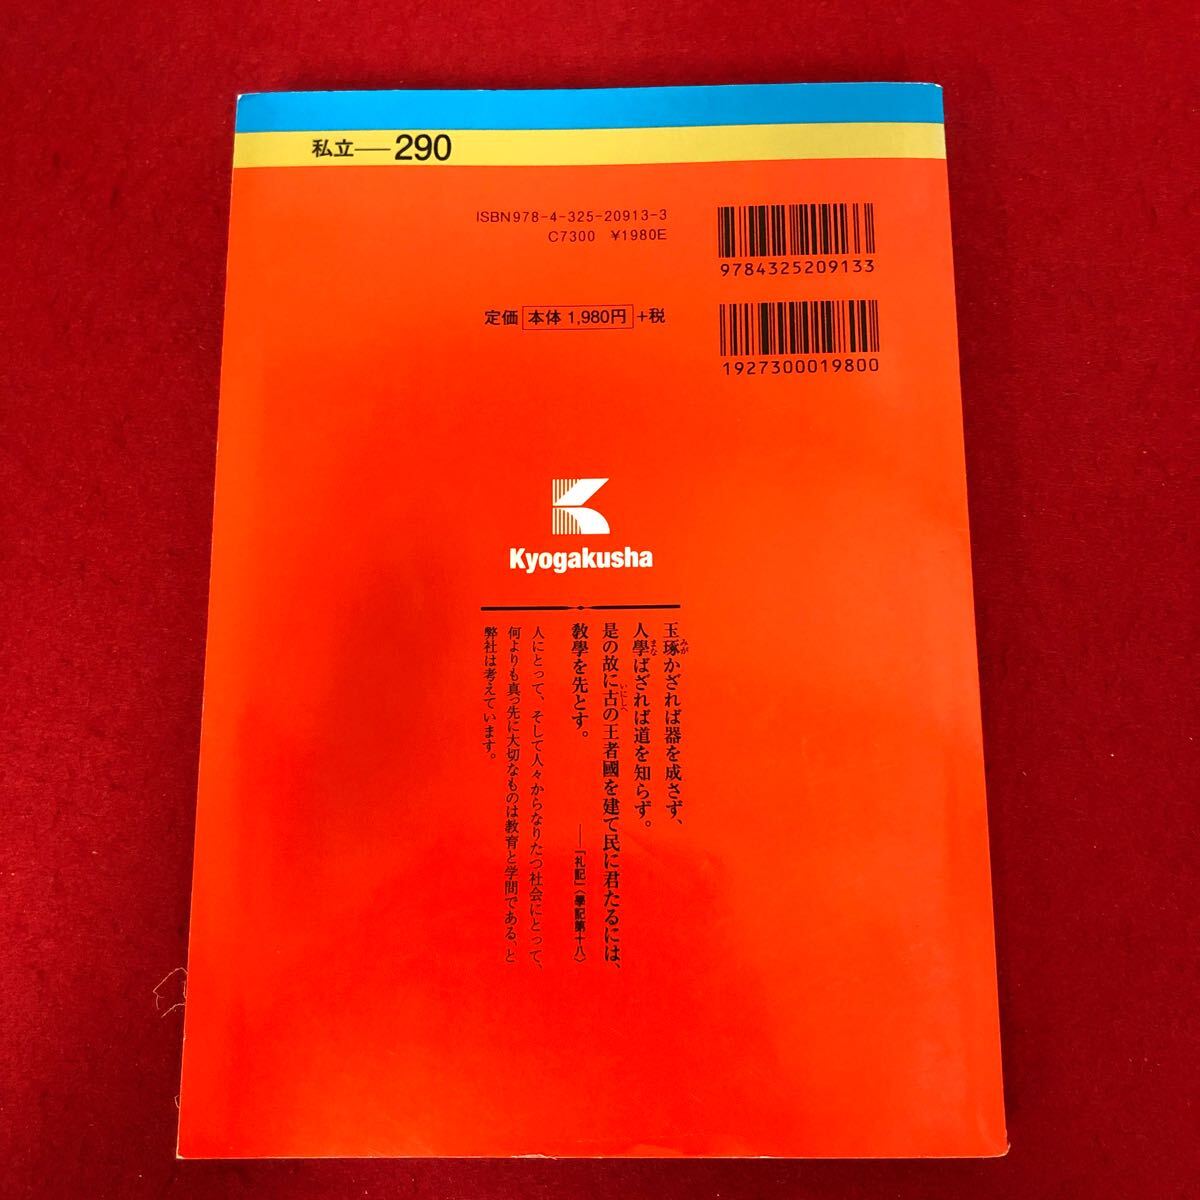 私立―290
ISBN978-4-325-20913-3
C7300 ¥1980E
9784325209133
定価 本体 1,980円 +税
1927300019800
Kyogakusha
玉琢かざれば器を成さず、
人學ばざれば道を知らず。
是の故に古の王者國を建て民に君たるには、
敎學を先とす。
――「礼記」〈學記第十八〉
人にとって、そして人々からなりたつ社会にとって、
何よりも真っ先に大切なものは教育と学問である、と
弊社は考えています。